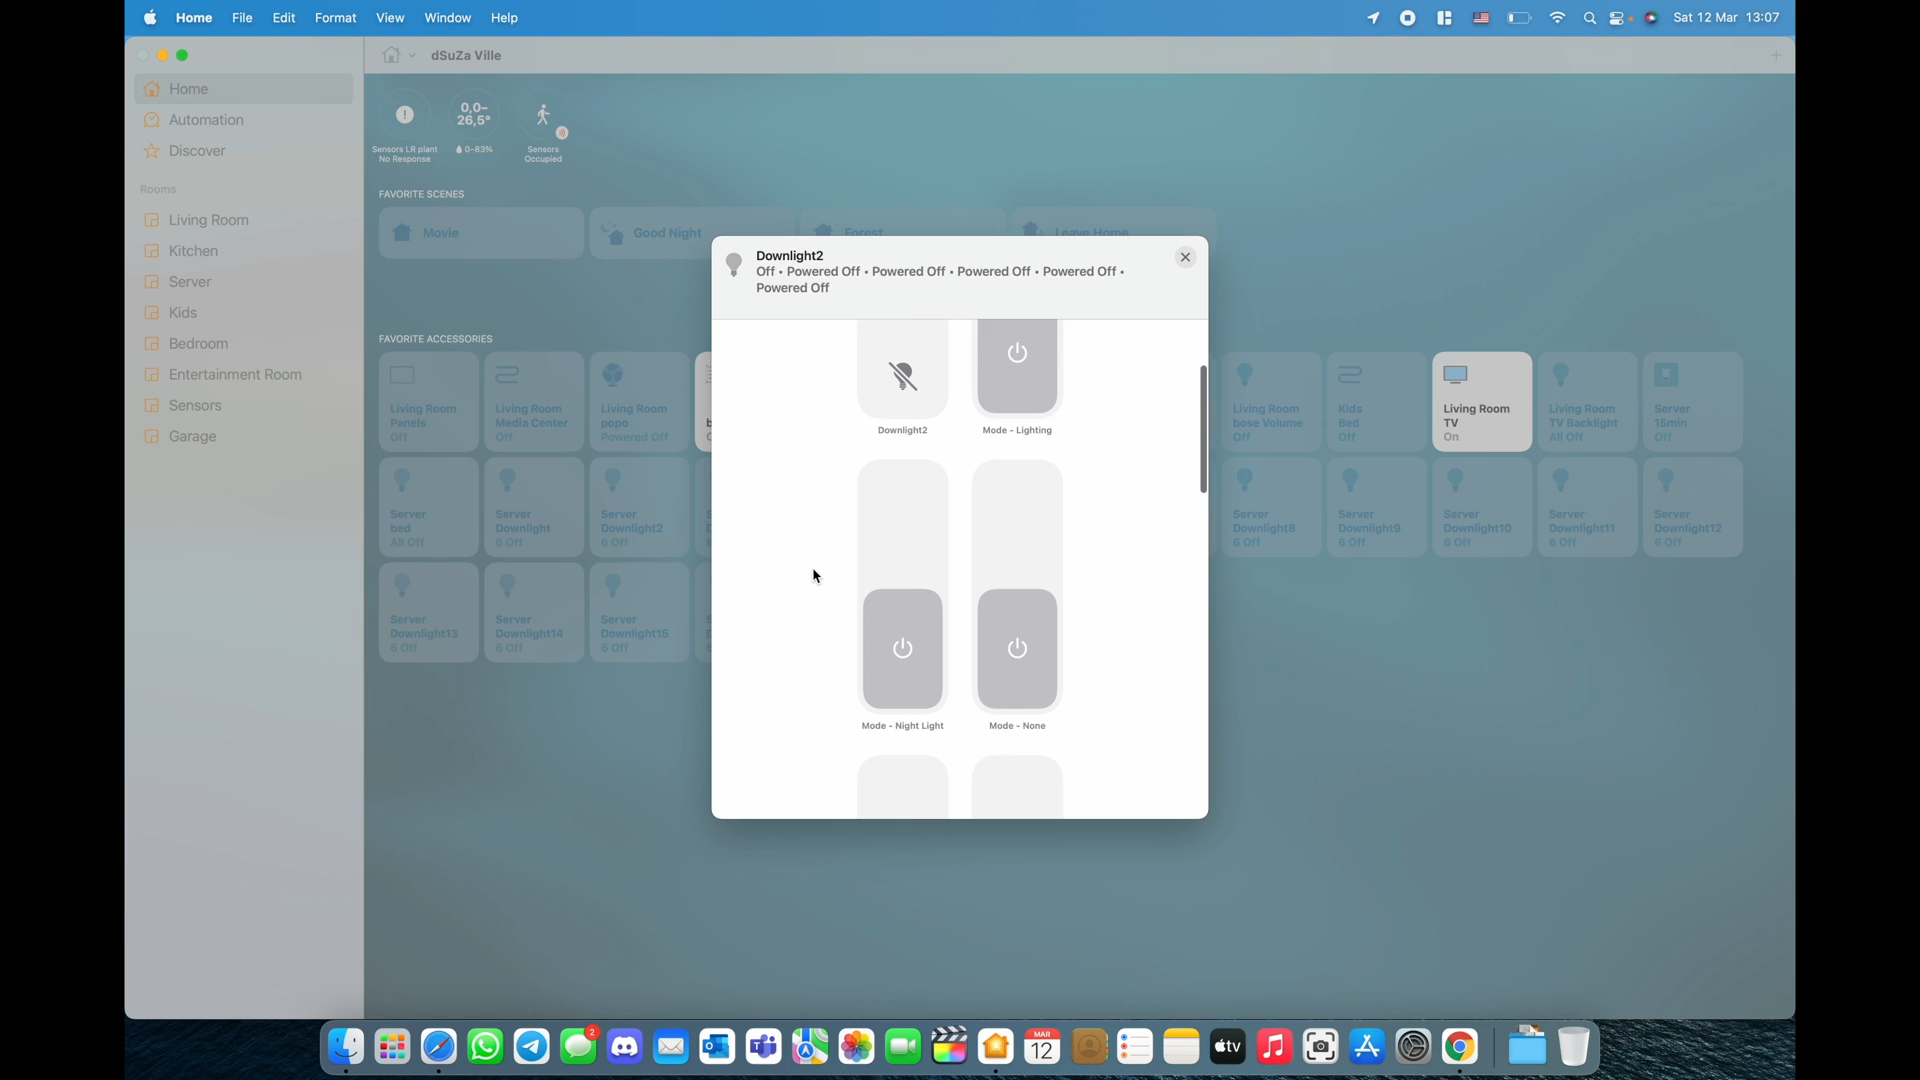 Home File Edit Format View Window Help
Sat 12 Mar 13:07
dSuZa Ville
Home
Automation
Discover
Rooms
Living Room
Kitchen
Server
Kids
Bedroom
Entertainment Room
Sensors
Garage
0,0–
26,5°
Sensors LR plant
No Response
0–83%
Sensors
Occupied
FAVORITE SCENES
Movie
Good Night
Forest
Leave Home
Downlight2
Off • Powered Off • Powered Off • Powered Off • Powered Off •
Powered Off
Downlight2
Mode - Lighting
Mode - Night Light
Mode - None
FAVORITE ACCESSORIES
Living Room
Panels
Off
Living Room
Media Center
Off
Living Room
popo
Powered Off
Living Room
bose Volume
Off
Kids
Bed
Off
Living Room
TV
On
Living Room
TV Backlight
All Off
Server
15min
Off
Server
bed
All Off
Server
Downlight
6 Off
Server
Downlight2
6 Off
Server
Downlight8
6 Off
Server
Downlight9
6 Off
Server
Downlight10
6 Off
Server
Downlight11
6 Off
Server
Downlight12
6 Off
Server
Downlight13
6 Off
Server
Downlight14
6 Off
Server
Downlight15
6 Off
2
MAR
12
tv